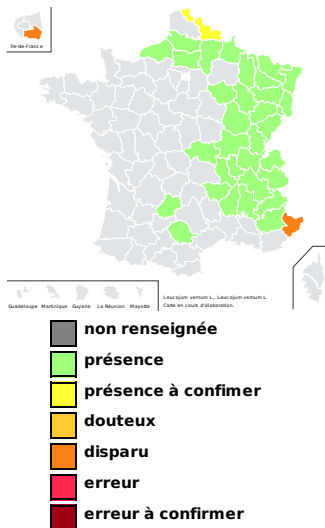 Île-de-France
Guadeloupe Martinique Guyane La Réunion Mayotte
Leucojum vernum L., Leucojum vernum L.
Carte en cours d'élaboration.
non renseignée
présence
présence à confimer
douteux
disparu
erreur
erreur à confirmer